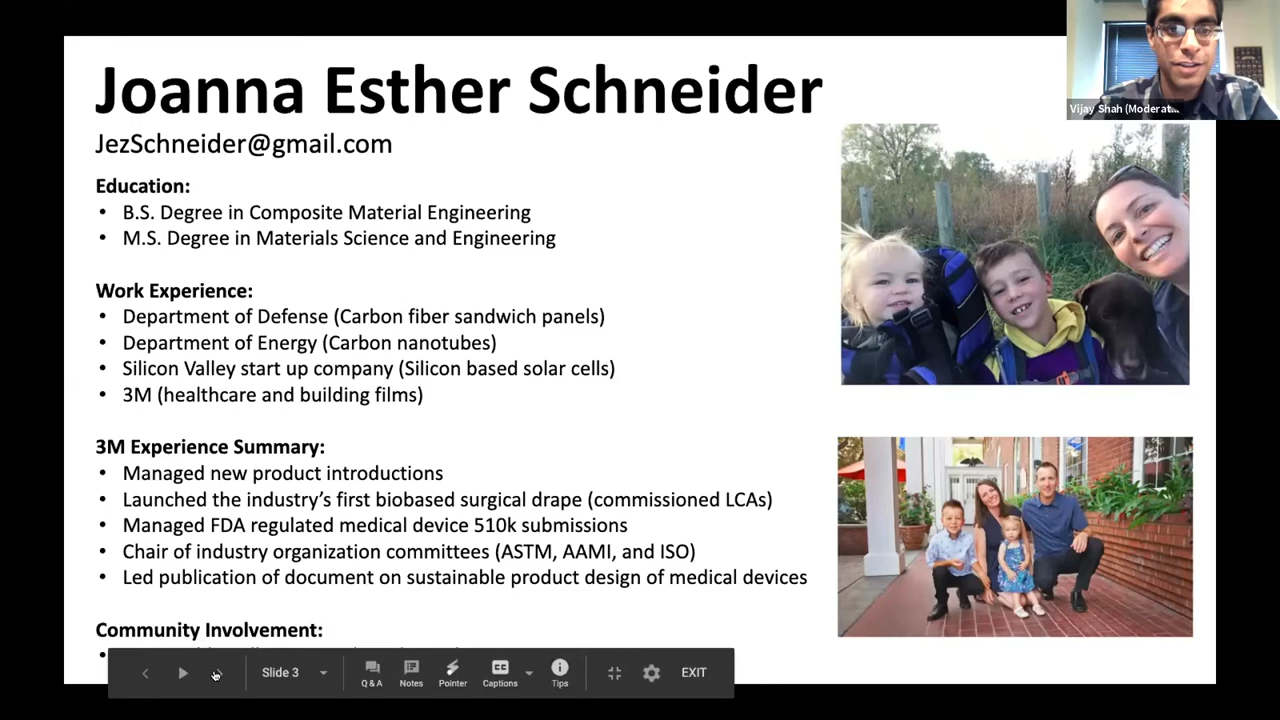 Joanna Esther Schneider
JezSchneider@gmail.com
Education:
• B.S. Degree in Composite Material Engineering
• M.S. Degree in Materials Science and Engineering
Work Experience:
• Department of Defense (Carbon fiber sandwich panels)
• Department of Energy (Carbon nanotubes)
• Silicon Valley start up company (Silicon based solar cells)
• 3M (healthcare and building films)
3M Experience Summary:
• Managed new product introductions
• Launched the industry's first biobased surgical drape (commissioned LCAs)
• Managed FDA regulated medical device 510k submissions
• Chair of industry organization committees (ASTM, AAMI, and ISO)
• Led publication of document on sustainable product design of medical devices
Community Involvement:
Vijay Shah (Moderat...
Slide 3
Q & A
Notes
Pointer
CC
Captions
Tips
EXIT